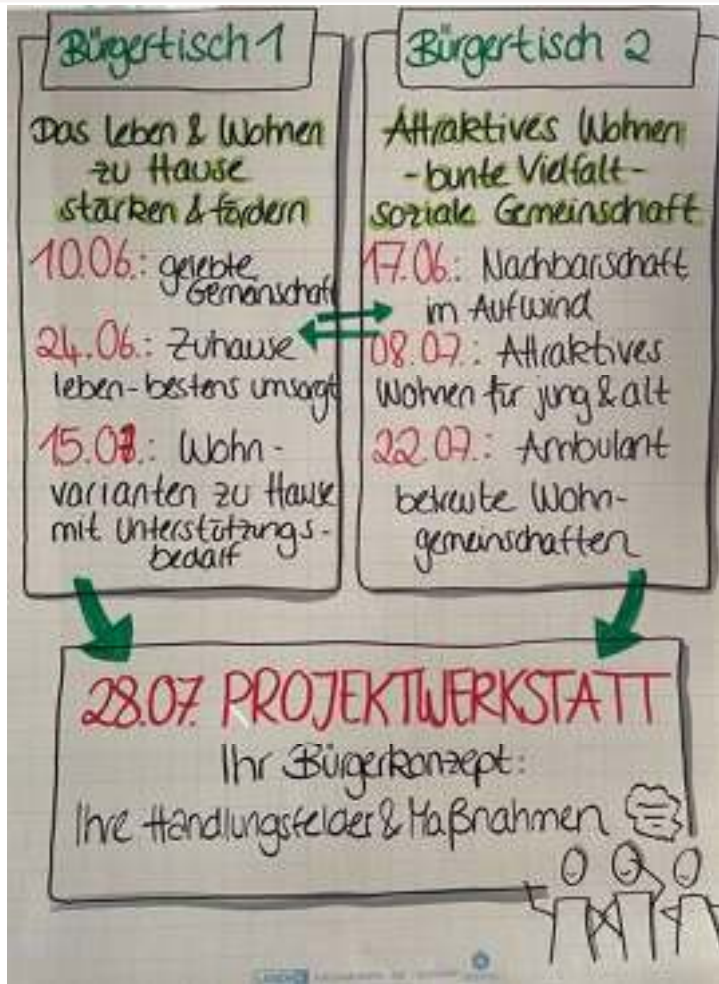 Bürgertisch 1
Das Leben & Wohnen
zu Hause
stärken & fördern
10.06.: gelebte
Gemeinschaft
24.06.: Zuhause
leben - bestens umsorgt
15.07.: Wohn-
varianten zu Hause
mit Unterstützungs-
bedarf
Bürgertisch 2
Attraktives Wohnen
- bunte Vielfalt -
soziale Gemeinschaft
17.06.: Nachbarschaft
im Aufwind
08.07.: Attraktives
Wohnen für jung & alt
22.07.: Ambulant
betreute Wohn-
gemeinschaften
28.07. PROJEKTWERKSTATT
Ihr Bürgerkonzept:
Ihre Handlungsfelder & Maßnahmen